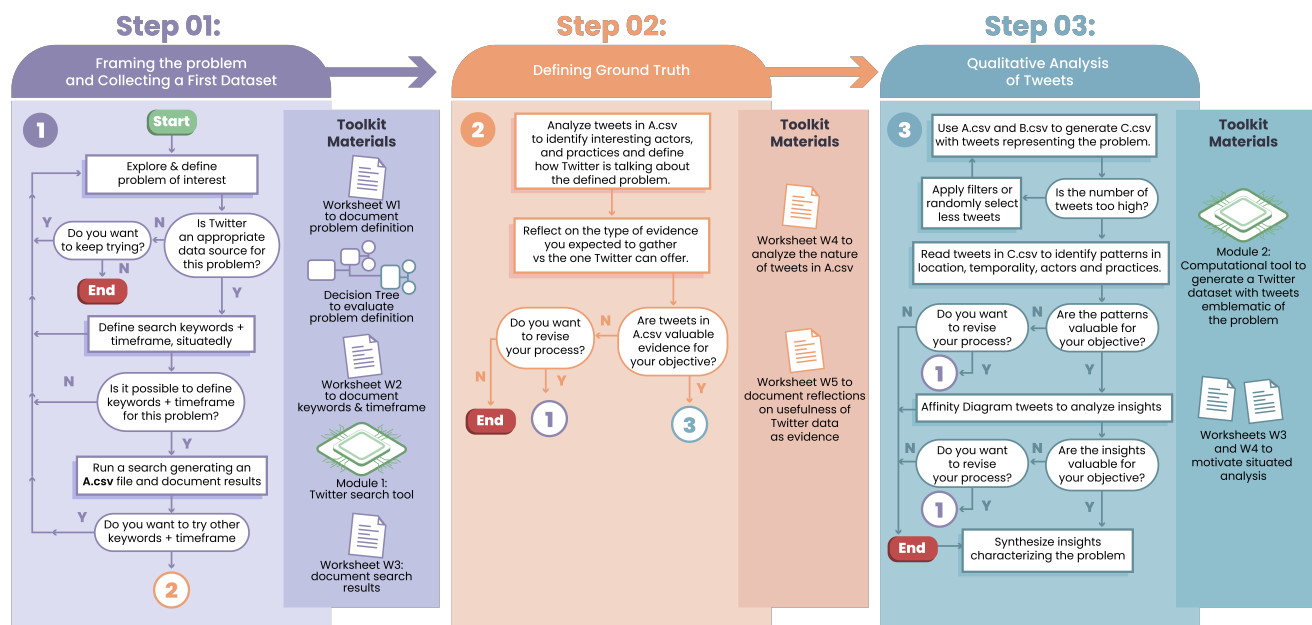 Step 01:
Framing the problem
and Collecting a First Dataset
1
Start
Explore & define
problem of interest
Is Twitter
an appropriate
data source for
this problem?
N
Do you want
to keep trying?
Y
N
End
Y
Define search keywords +
timeframe, situatedly
Is it possible to define
keywords + timeframe
for this problem?
N
Y
Run a search generating an
A.csv file and document results
Do you want to try other
keywords + timeframe
Y
2
Toolkit
Materials
Worksheet W1
to document
problem definition
Decision Tree
to evaluate
problem definition
Worksheet W2
to document
keywords & timeframe
Module 1:
Twitter search tool
Worksheet W3:
document search
results
Step 02:
Defining Ground Truth
2
Analyze tweets in A.csv
to identify interesting actors,
and practices and define
how Twitter is talking about
the defined problem.
Reflect on the type of evidence
you expected to gather
vs the one Twitter can offer.
Are tweets in
A.csv valuable
evidence for
your objective?
N
Do you want
to revise
your process?
N
Y
Y
End
1
3
Toolkit
Materials
Worksheet W4 to
analyze the nature
of tweets in A.csv
Worksheet W5 to
document reflections
on usefulness of
Twitter data
as evidence
Step 03:
Qualitative Analysis
of Tweets
3
Use A.csv and B.csv to generate C.csv
with tweets representing the problem.
Is the number of
tweets too high?
Apply filters or
randomly select
less tweets
Read tweets in C.csv to identify patterns in
location, temporality, actors and practices.
Are the patterns
valuable for
your objective?
N
Do you want
to revise
your process?
N
Y
1
Y
Affinity Diagram tweets to analyze insights
Are the insights
valuable for
your objective?
N
Do you want
to revise
your process?
N
Y
1
Y
End
Synthesize insights
characterizing the problem
Toolkit
Materials
Module 2:
Computational tool to
generate a Twitter
dataset with tweets
emblematic of
the problem
Worksheets W3
and W4 to
motivate situated
analysis